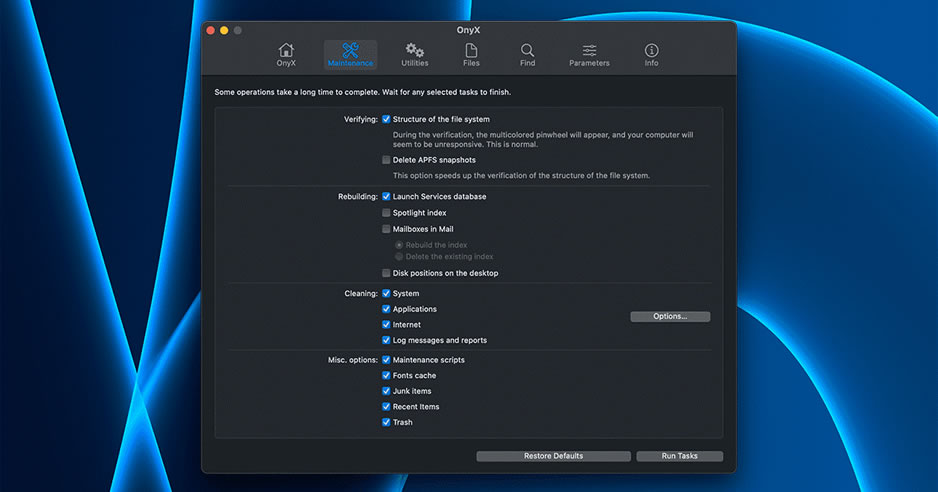 OnyX
OnyX
Maintenance
Utilities
Files
Find
Parameters
Info
Some operations take a long time to complete. Wait for any selected tasks to finish.
Verifying: Structure of the file system
During the verification, the multicolored pinwheel will appear, and your computer will
seem to be unresponsive. This is normal.
Delete APFS snapshots
This option speeds up the verification of the structure of the file system.
Rebuilding: Launch Services database
Spotlight index
Mailboxes in Mail
Rebuild the index
Delete the existing index
Disk positions on the desktop
Cleaning: System
Applications
Options...
Internet
Log messages and reports
Misc. options: Maintenance scripts
Fonts cache
Junk items
Recent Items
Trash
Restore Defaults
Run Tasks